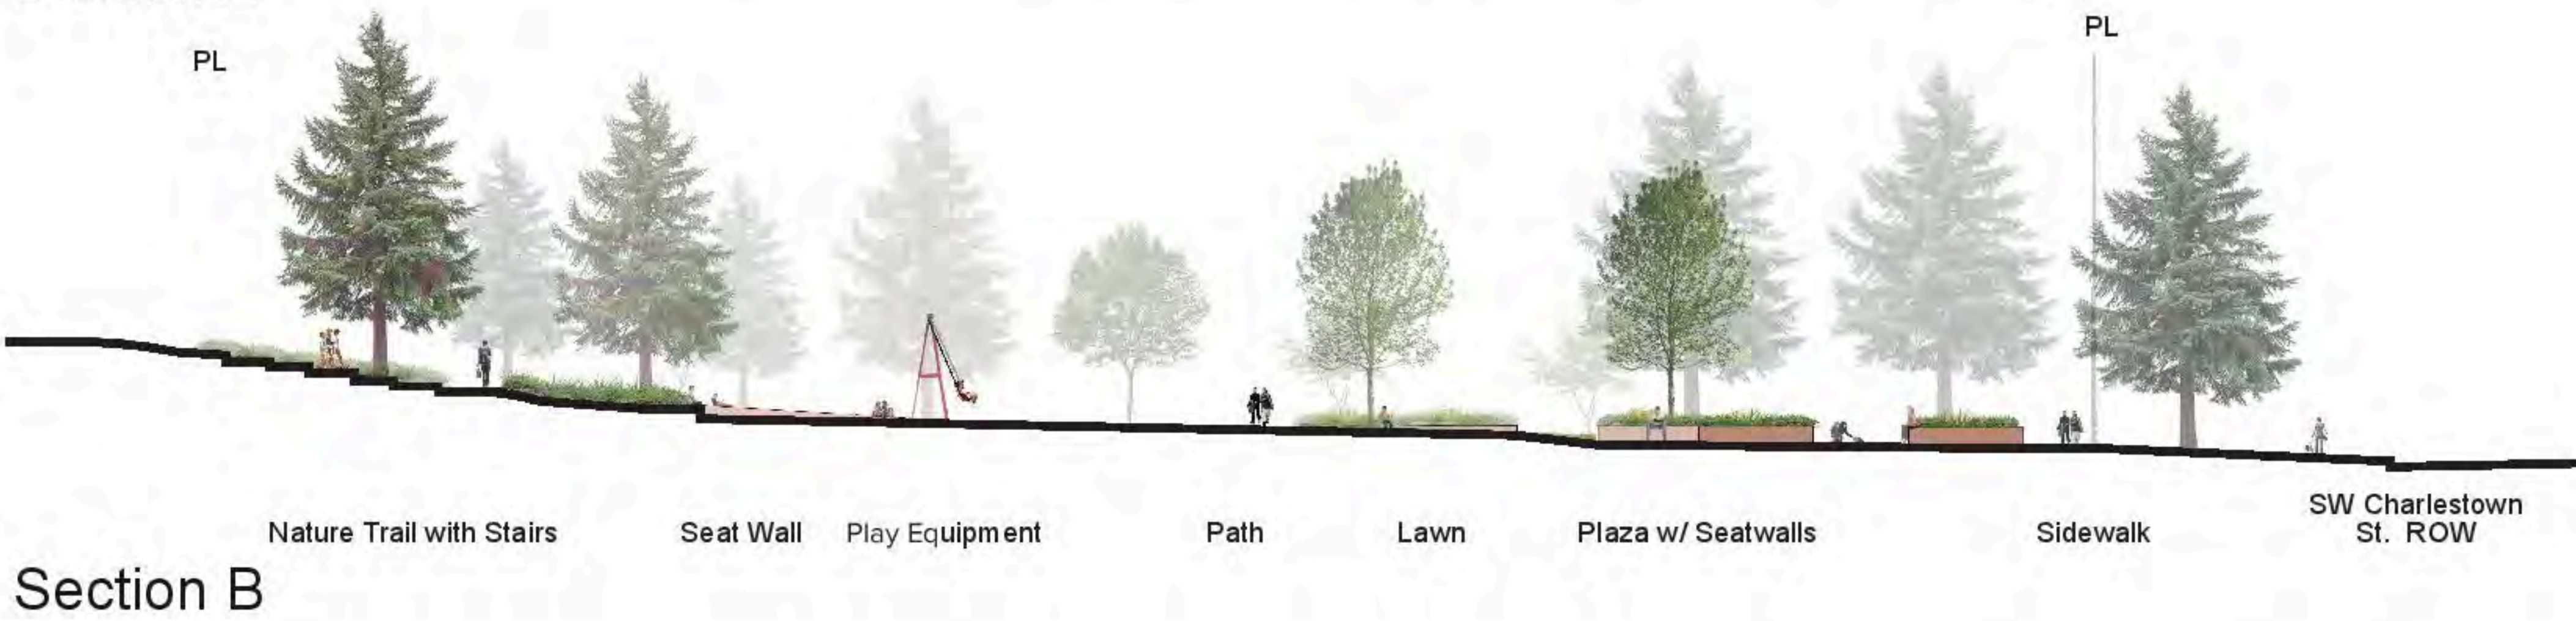 PL
PL
Nature Trail with Stairs
Seat Wall
Play Equipment
Path
Lawn
Plaza w/ Seatwalls
Sidewalk
SW Charlestown
St. ROW
Section B